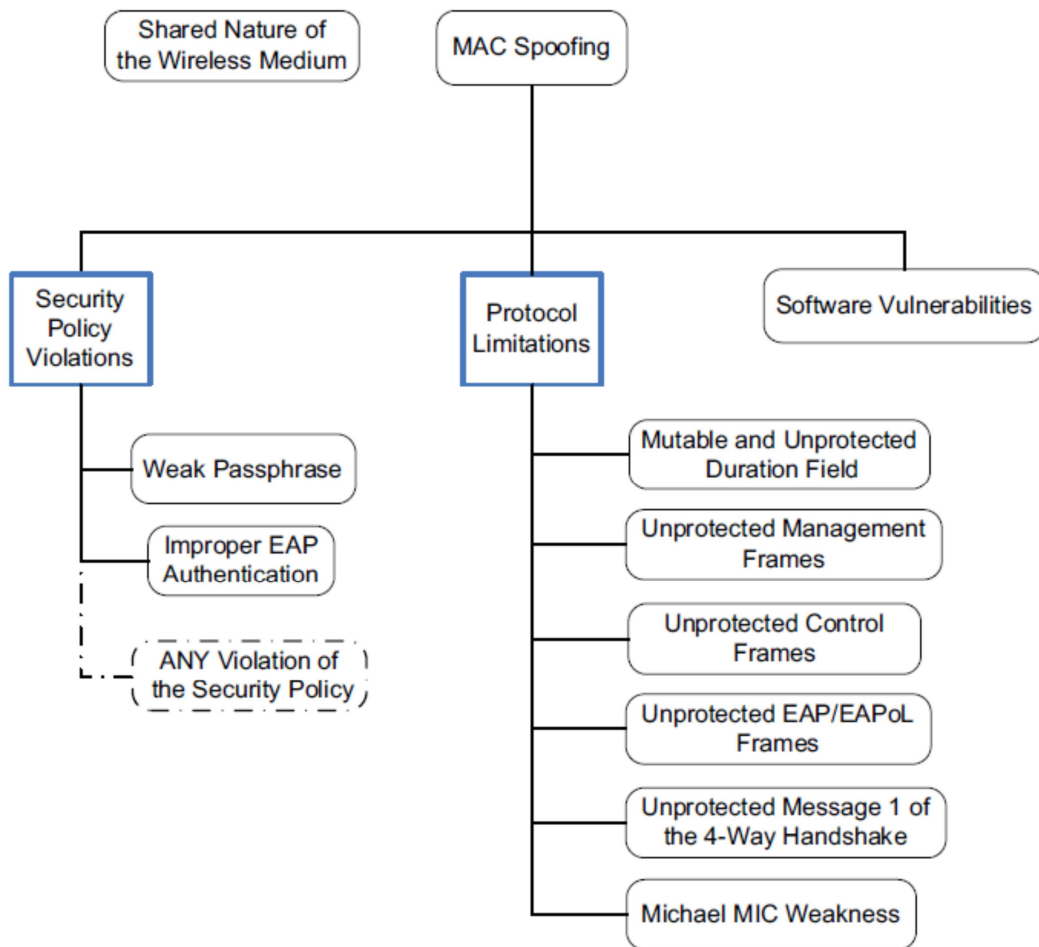 Shared Nature of
the Wireless Medium
MAC Spoofing
Security
Policy
Violations
Protocol
Limitations
Software Vulnerabilities
Weak Passphrase
Improper EAP
Authentication
ANY Violation of
the Security Policy
Mutable and Unprotected
Duration Field
Unprotected Management
Frames
Unprotected Control
Frames
Unprotected EAP/EAPoL
Frames
Unprotected Message 1 of
the 4-Way Handshake
Michael MIC Weakness